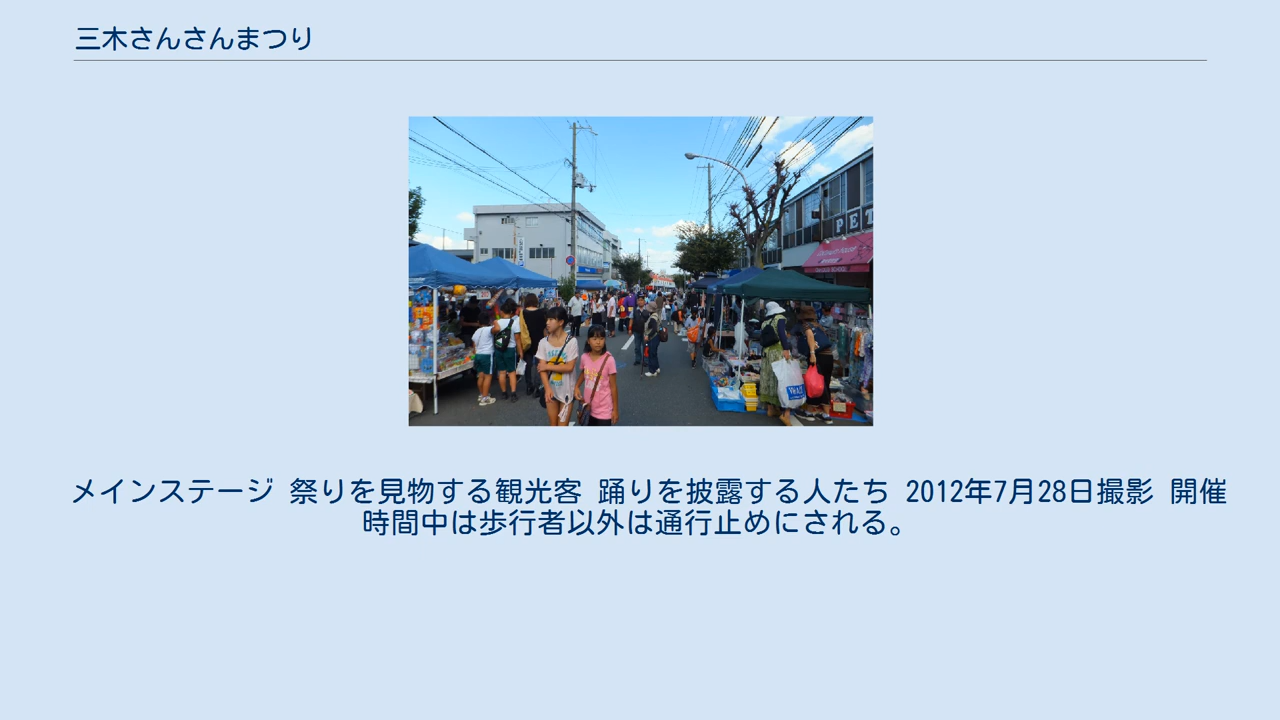 三木さんさんまつり
PET
メインステージ 祭りを見物する観光客 踊りを披露する人たち 2012年7月28日撮影 開催
時間中は歩行者以外は通行止めにされる。